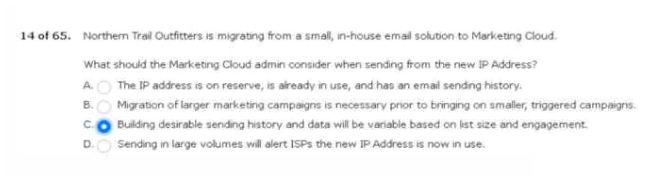 14 of 65. Northern Trail Outfitters is migrating from a small, in-house email solution to Marketing Cloud.
What should the Marketing Cloud admin consider when sending from the new IP Address?
A. The IP address is on reserve, is already in use, and has an email sending history.
B. Migration of larger marketing campaigns is necessary prior to bringing on smaller, triggered campaigns.
C. Building desirable sending history and data will be variable based on list size and engagement.
D. Sending in large volumes will alert ISPs the new IP Address is now in use.